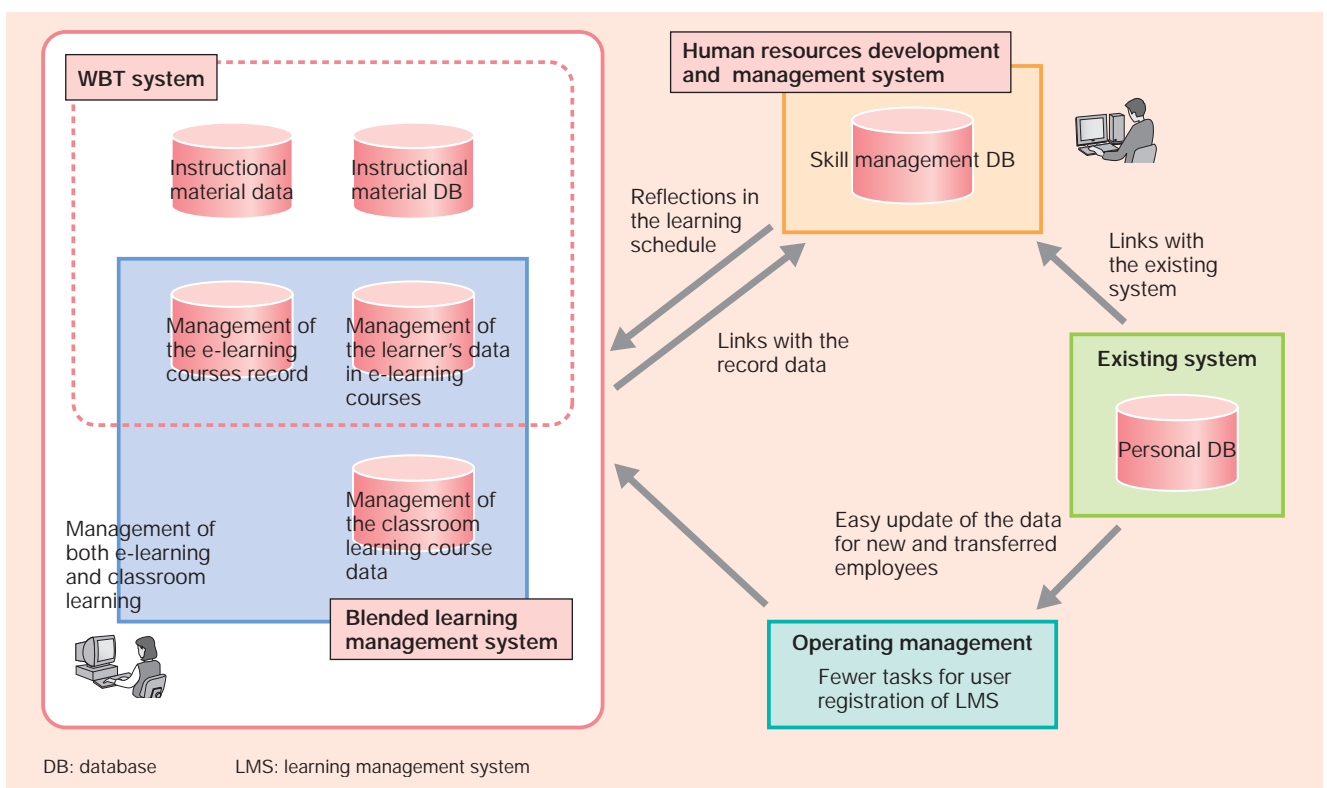 WBT system
Instructional
material data
Instructional
material DB
Management of
the e-learning
courses record
Management of
the learner's data
in e-learning
courses
Management of
the classroom
learning course
data
Management of
both e-learning
and classroom
learning
Blended learning
management system
Human resources development
and management system
Skill management DB
Reflections in
the learning
schedule
Links with the
record data
Links with
the existing
system
Existing system
Personal DB
Easy update of the data
for new and transferred
employees
Operating management
Fewer tasks for user
registration of LMS
DB: database
LMS: learning management system